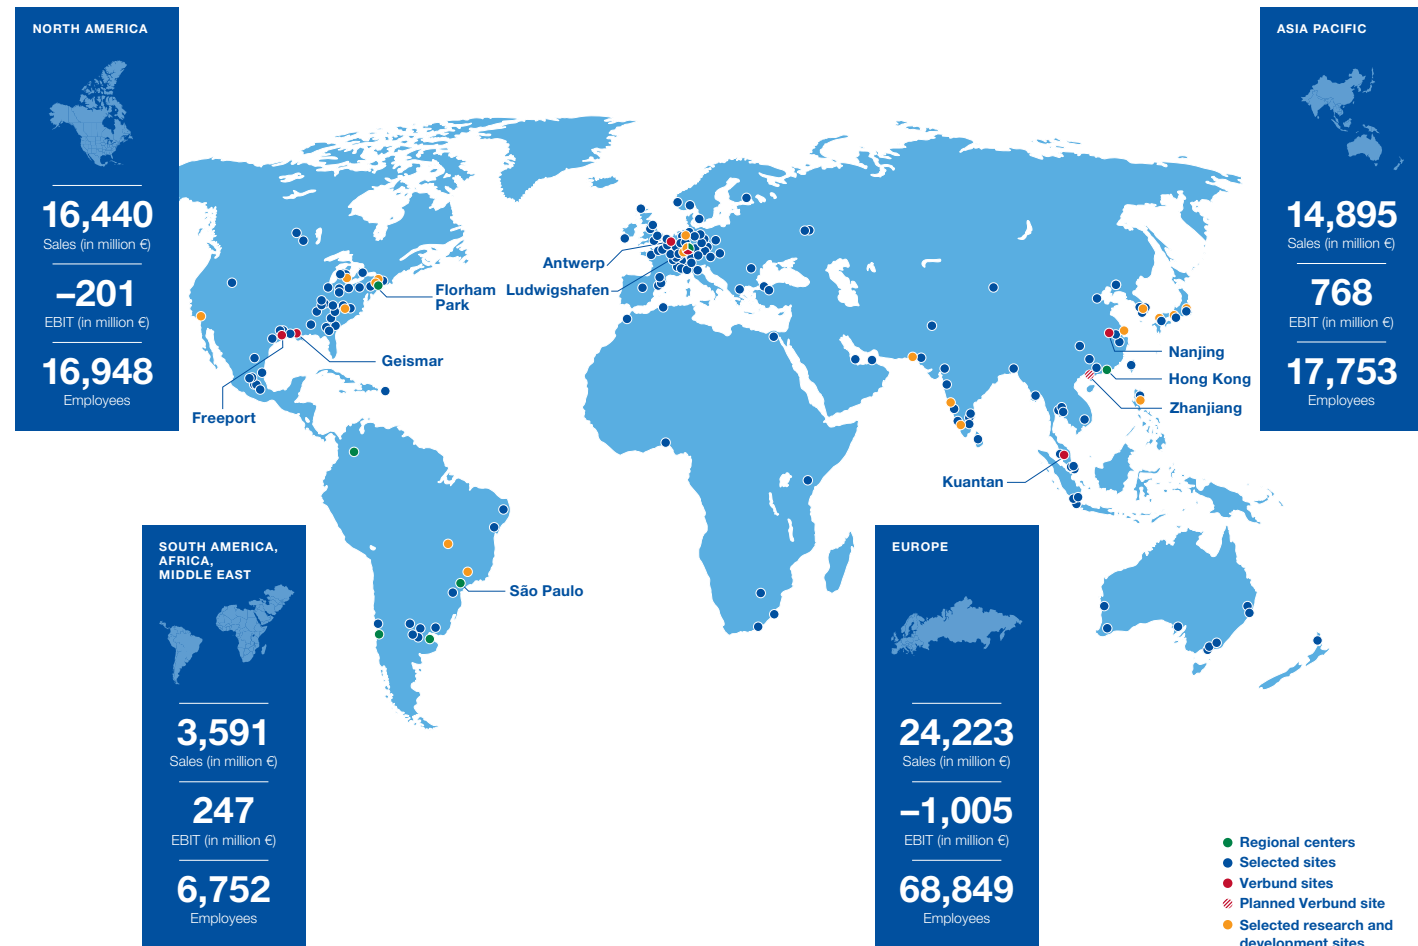 NORTH AMERICA
16,440
Sales (in million €)
–201
EBIT (in million €)
16,948
Employees
ASIA PACIFIC
14,895
Sales (in million €)
768
EBIT (in million €)
17,753
Employees
Antwerp
Ludwigshafen
Florham
Park
Geismar
Freeport
Nanjing
Hong Kong
Zhanjiang
Kuantan
São Paulo
SOUTH AMERICA,
AFRICA,
MIDDLE EAST
3,591
Sales (in million €)
247
EBIT (in million €)
6,752
Employees
EUROPE
24,223
Sales (in million €)
–1,005
EBIT (in million €)
68,849
Employees
Regional centers
Selected sites
Verbund sites
Planned Verbund site
Selected research and
development sites